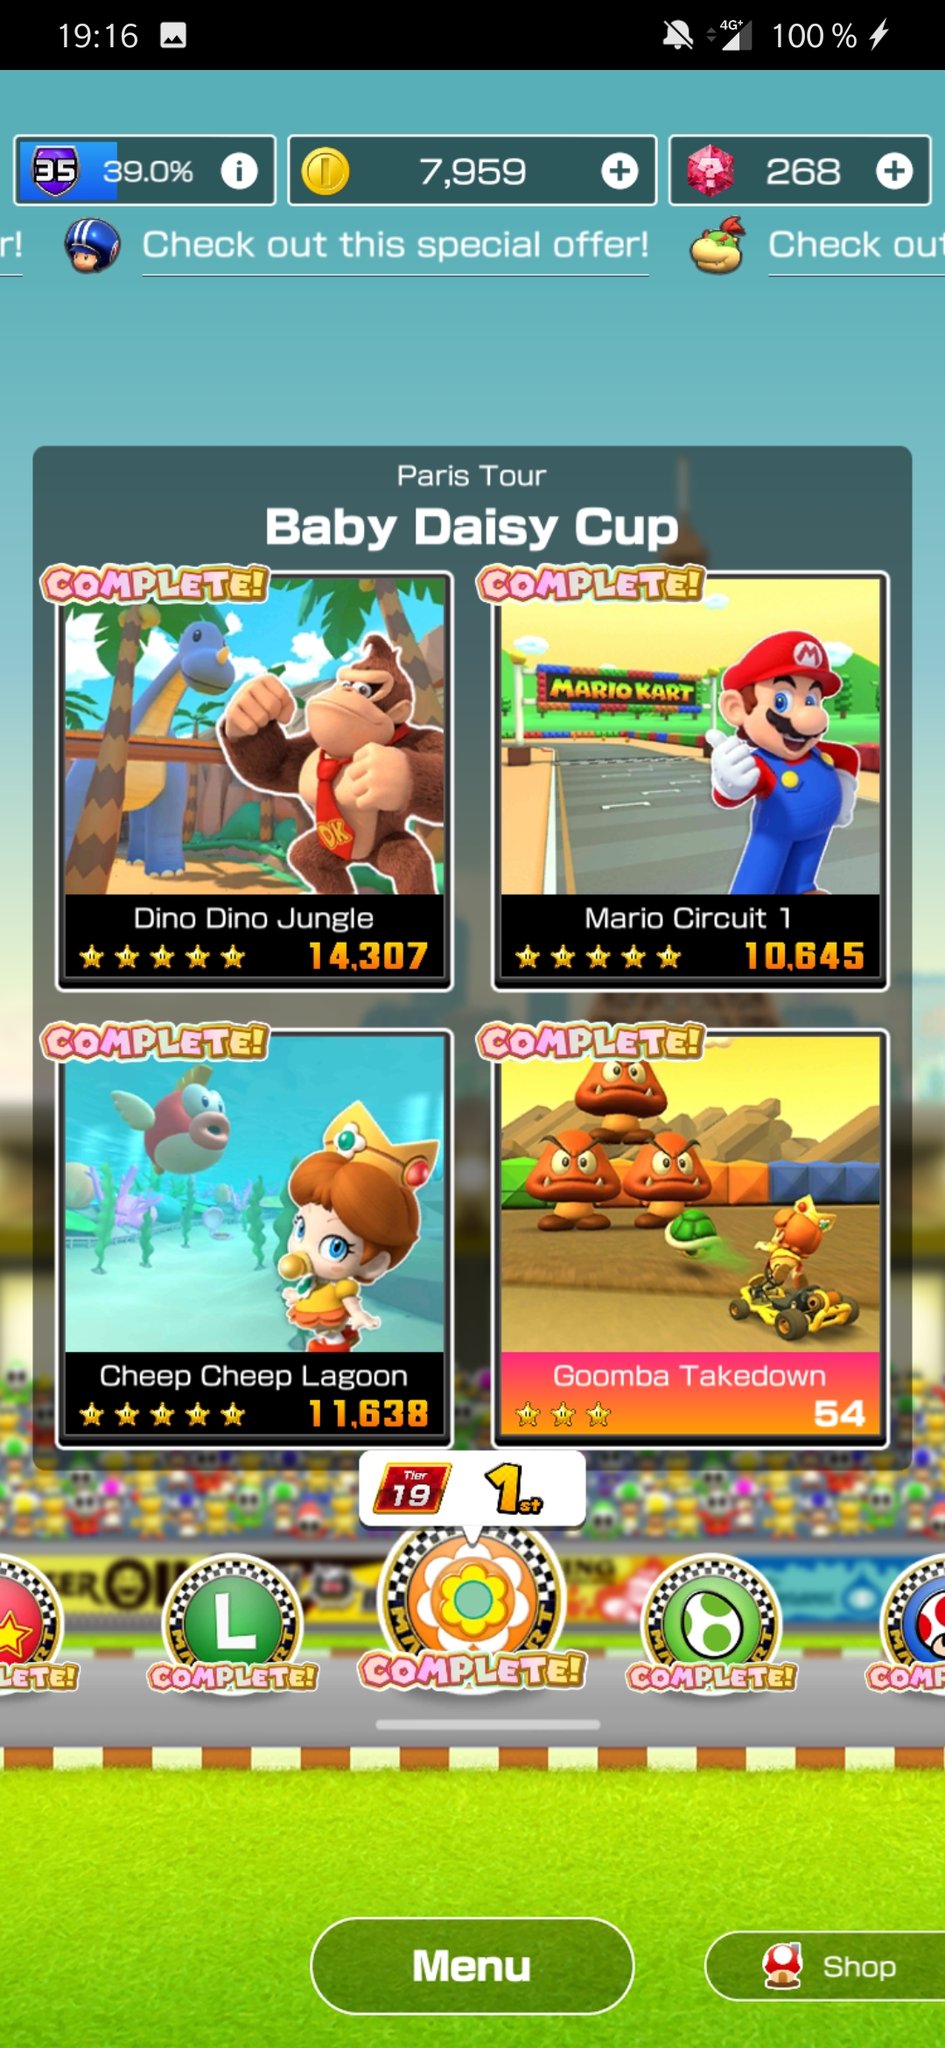 19:16 4G+ 100 %
35 39.0% i 7,959 + 268 +
r! Check out this special offer! Check out
Paris Tour
Baby Daisy Cup
COMPLETE! COMPLETE!
MARIO KART
M
DK
Dino Dino Jungle Mario Circuit 1
14,307 10,645
COMPLETE! COMPLETE!
Cheep Cheep Lagoon Goomba Takedown
11,638 54
Tier
19 1st
L
LETE! COMPLETE! COMPLETE! COMPLETE! COMP
Menu Shop